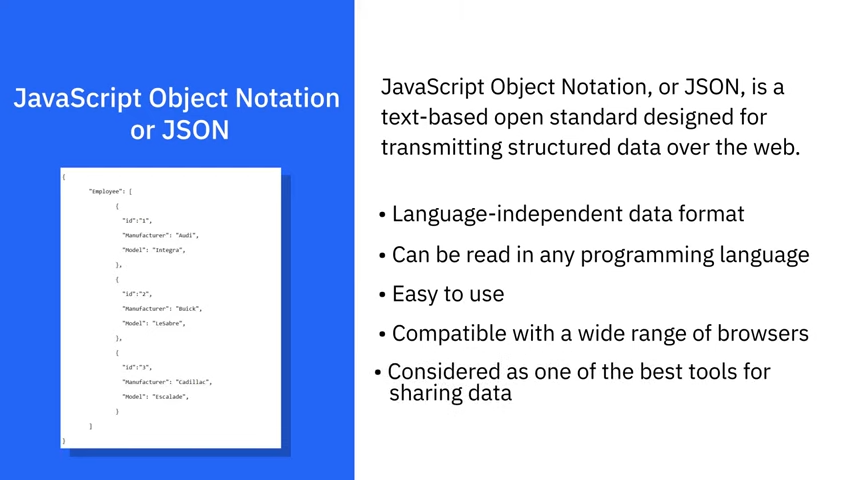 JavaScript Object Notation
or JSON
{
"Employee": [
{
"id":"1",
"Manufacturer": "Audi",
"Model": "Integra",
},
{
"id":"2",
"Manufacturer": "Buick",
"Model": "LeSabre",
},
{
"id":"3",
"Manufacturer": "Cadillac",
"Model": "Escalade",
}
]
}
JavaScript Object Notation, or JSON, is a
text-based open standard designed for
transmitting structured data over the web.
• Language-independent data format
• Can be read in any programming language
• Easy to use
• Compatible with a wide range of browsers
• Considered as one of the best tools for
sharing data